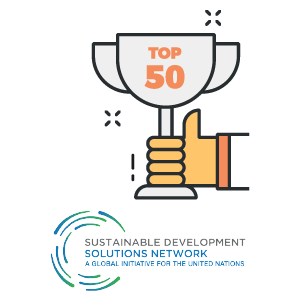 TOP
50
SUSTAINABLE DEVELOPMENT
SOLUTIONS NETWORK
A GLOBAL INITIATIVE FOR THE UNITED NATIONS